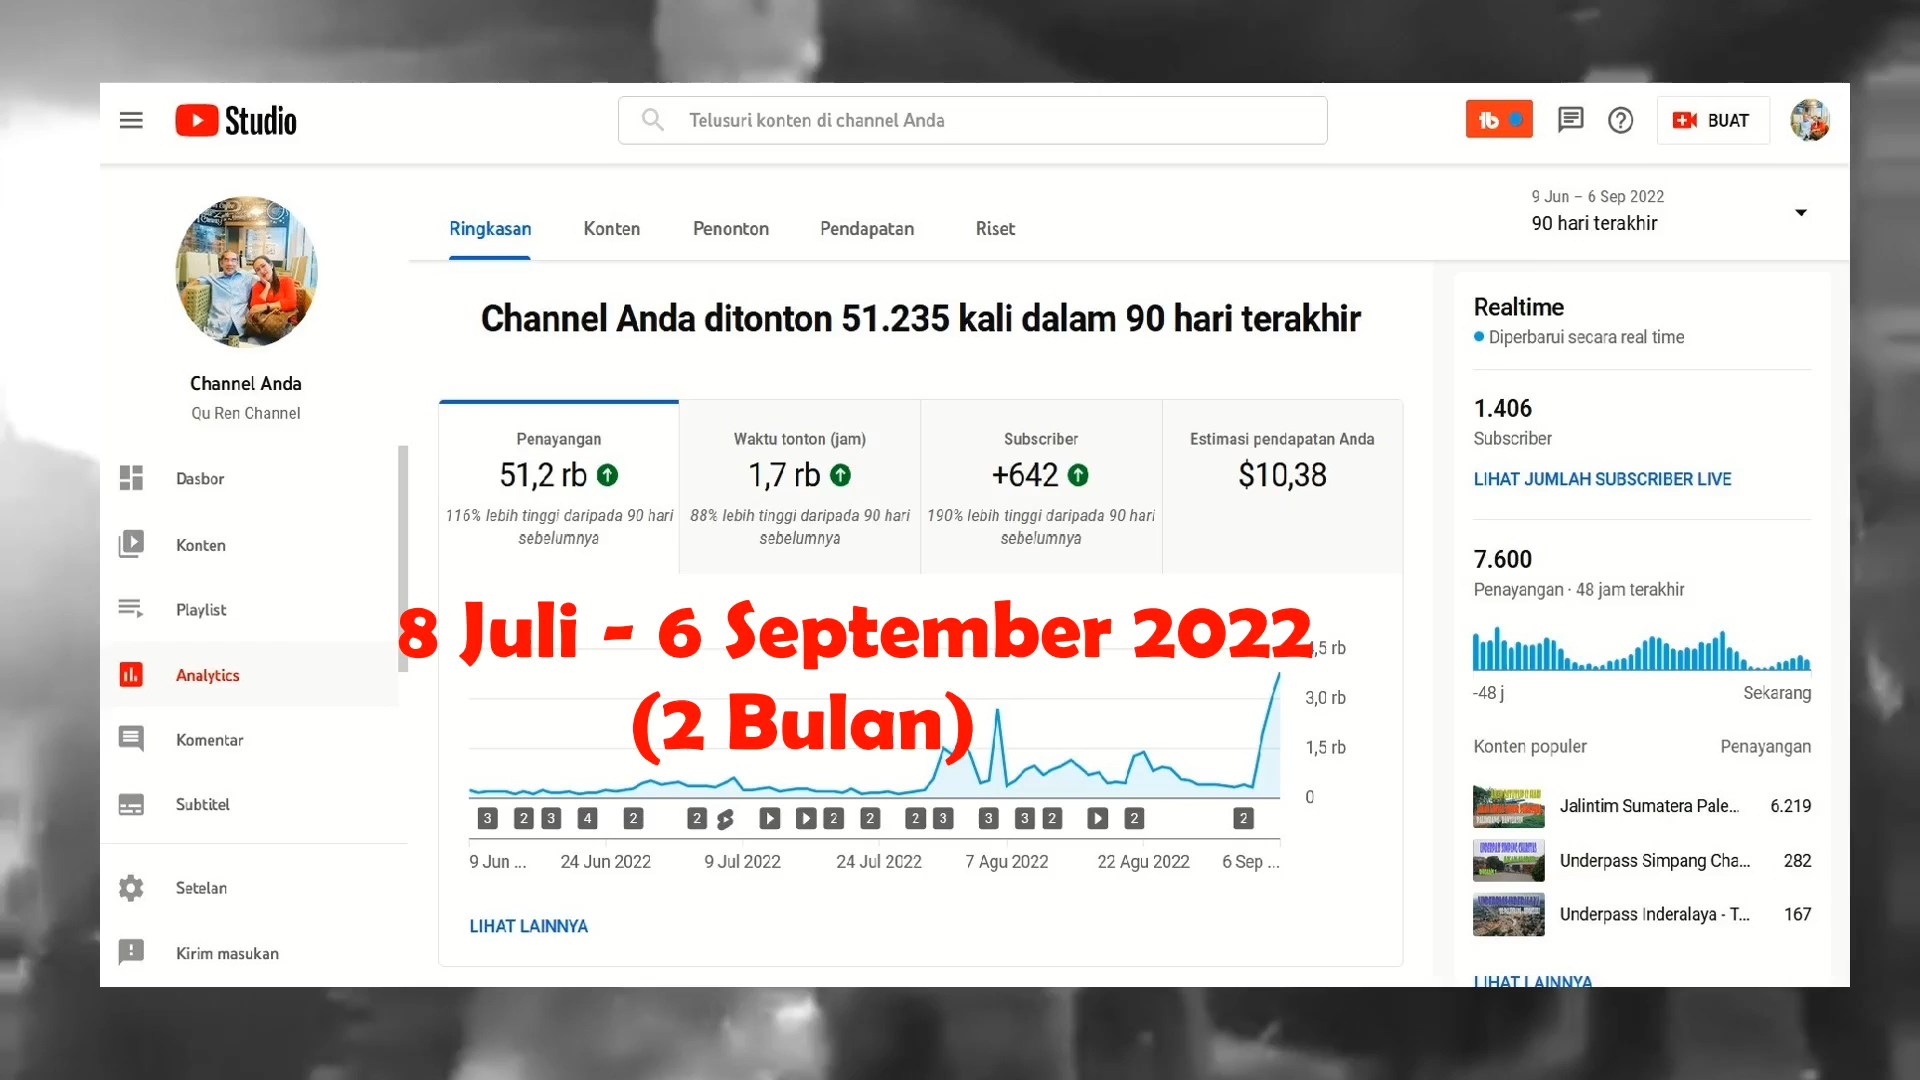 Studio
Telusuri konten di channel Anda
BUAT
Ringkasan
Konten
Penonton
Pendapatan
Riset
9 Jun – 6 Sep 2022
90 hari terakhir
Channel Anda
Qu Ren Channel
Dasbor
Konten
Playlist
Analytics
Komentar
Subtitel
Setelan
Kirim masukan
Channel Anda ditonton 51.235 kali dalam 90 hari terakhir
Penayangan
51,2 rb
116% lebih tinggi daripada 90 hari
sebelumnya
Waktu tonton (jam)
1,7 rb
88% lebih tinggi daripada 90 hari
sebelumnya
Subscriber
+642
190% lebih tinggi daripada 90 hari
sebelumnya
Estimasi pendapatan Anda
$10,38
8 Juli - 6 September 2022
(2 Bulan)
,5 rb
3,0 rb
1,5 rb
0
3 2 3 4 2 2 2 2 2 3 3 3 2 2 2
9 Jun ... 24 Jun 2022 9 Jul 2022 24 Jul 2022 7 Agu 2022 22 Agu 2022 6 Sep ...
LIHAT LAINNYA
Realtime
Diperbarui secara real time
1.406
Subscriber
LIHAT JUMLAH SUBSCRIBER LIVE
7.600
Penayangan · 48 jam terakhir
-48 j Sekarang
Konten populer Penayangan
Jalintim Sumatera Pale... 6.219
Underpass Simpang Cha... 282
Underpass Inderalaya - T... 167
LIHAT LAINNYA